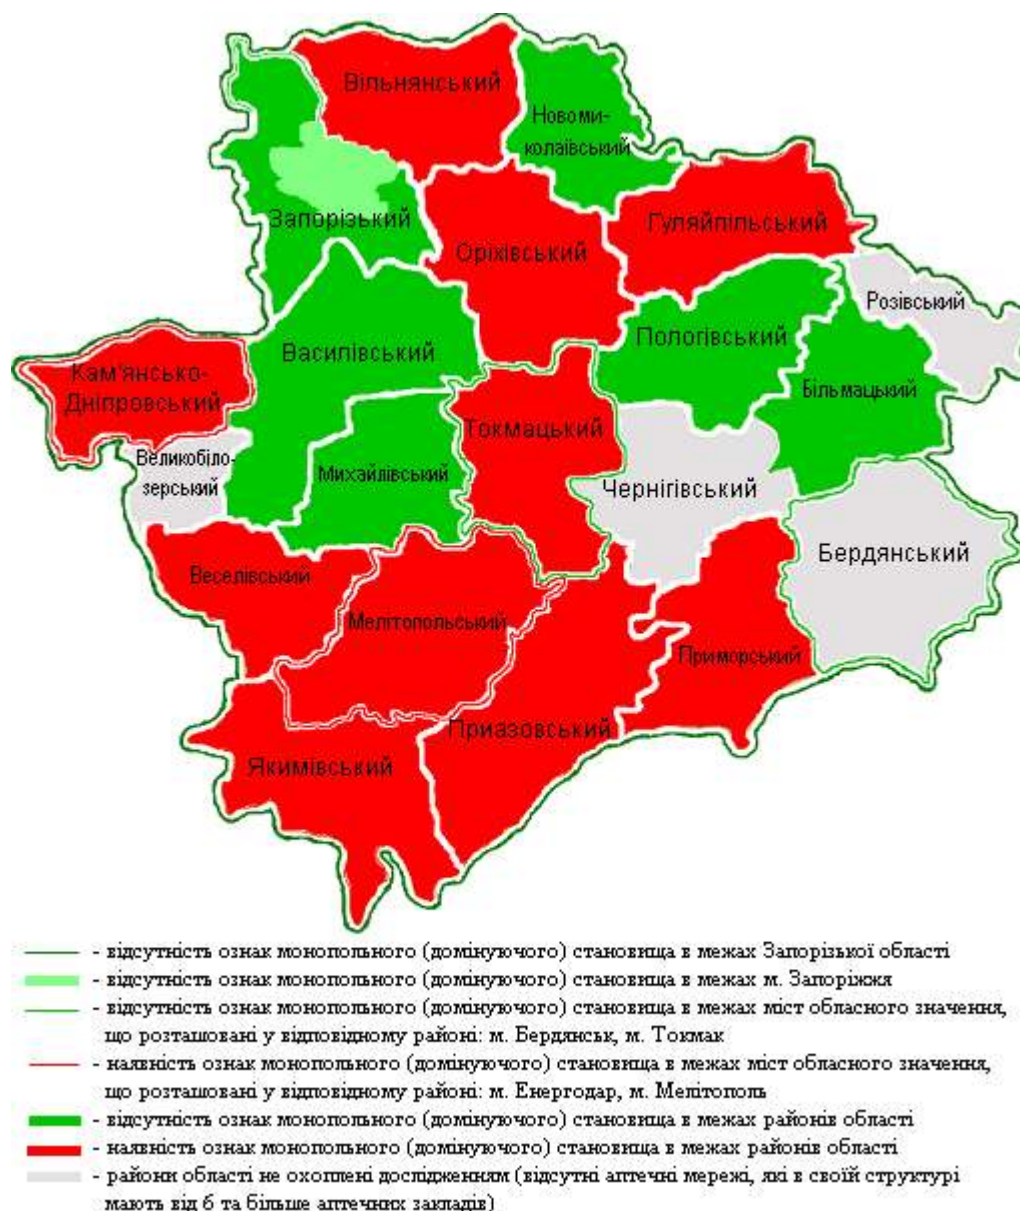 Вільнянський
Новоми-
колаївський
Запорізький
Гуляйпільський
Оріхівський
Розівський
Пологівський
Василівський
Кам'янсько-
Дніпровський
Більмацький
Токмацький
Великобіло-
зерський
Михайлівський
Чернігівський
Бердянський
Веселівський
Мелітопольський
Приморський
Приазовський
Якимівський
- відсутність ознак монопольного (домінуючого) становища в межах Запорізької області
- відсутність ознак монопольного (домінуючого) становища в межах м. Запоріжжя
- відсутність ознак монопольного (домінуючого) становища в межах міст обласного значення,
що розташовані у відповідному районі: м. Бердянськ, м. Токмак
- наявність ознак монопольного (домінуючого) становища в межах міст обласного значення,
що розташовані у відповідному районі: м. Енергодар, м. Мелітополь
- відсутність ознак монопольного (домінуючого) становища в межах районів області
- наявність ознак монопольного (домінуючого) становища в межах районів області
- райони області не охоплені дослідженням (відсутні аптечні мережі, які в своїй структурі
мають від 6 та більше аптечних закладів)